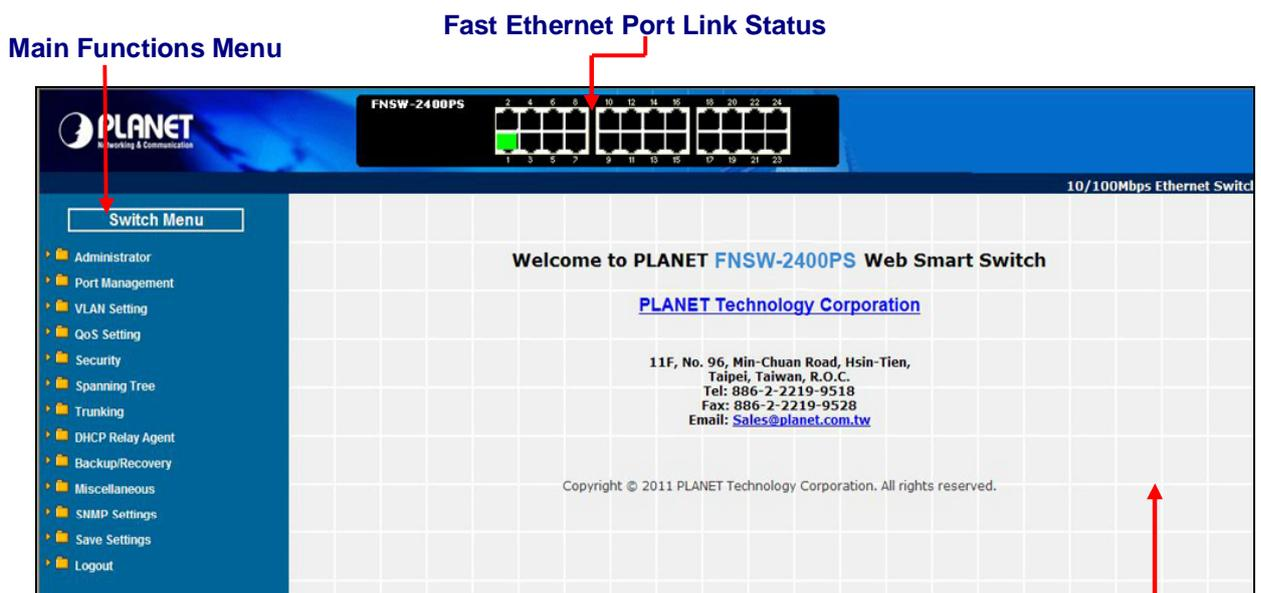 Fast Ethernet Port Link Status
Main Functions Menu
PLANET
Networking & Communication
FNSW-2400PS
2 4 6 8 10 12 14 16 18 20 22 24
1 3 5 7 9 11 13 15 17 19 21 23
10/100Mbps Ethernet Switc
Switch Menu
Administrator
Port Management
VLAN Setting
QoS Setting
Security
Spanning Tree
Trunking
DHCP Relay Agent
Backup/Recovery
Miscellaneous
SNMP Settings
Save Settings
Logout
Welcome to PLANET FNSW-2400PS Web Smart Switch
PLANET Technology Corporation
11F, No. 96, Min-Chuan Road, Hsin-Tien,
Taipei, Taiwan, R.O.C.
Tel: 886-2-2219-9518
Fax: 886-2-2219-9528
Email: Sales@planet.com.tw
Copyright © 2011 PLANET Technology Corporation. All rights reserved.